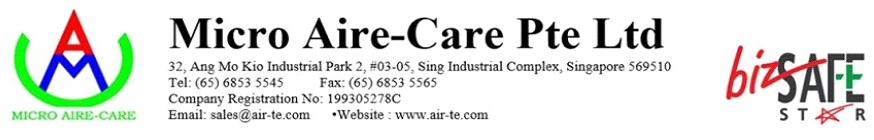 Micro Aire-Care Pte Ltd
32, Ang Mo Kio Industrial Park 2, #03-05, Sing Industrial Complex, Singapore 569510
Tel: (65) 6853 5545 Fax: (65) 6853 5565
Company Registration No: 199305278C
Email: sales@air-te.com •Website : www.air-te.com
AM
MICRO AIRE-CARE
bizSAFE
STAR